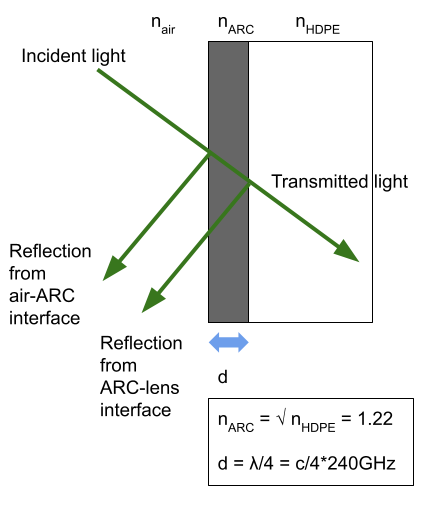 n_air n_ARC n_HDPE
Incident light
Transmitted light
Reflection
from
air-ARC
interface
Reflection
from
ARC-lens
interface
d
n_ARC = √ n_HDPE = 1.22
d = λ/4 = c/4*240GHz